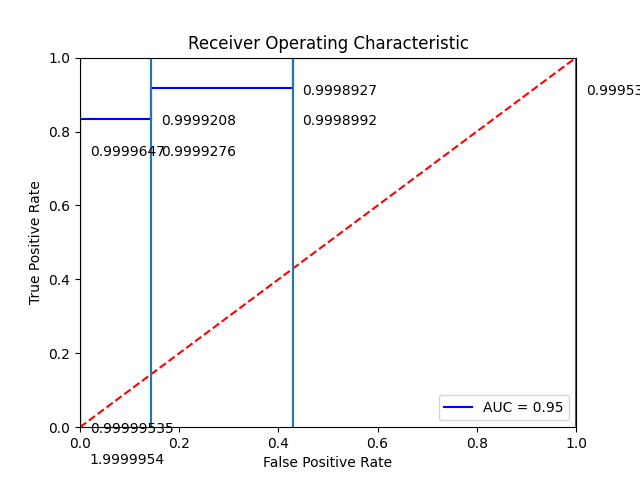 Receiver Operating Characteristic
1.0
0.9998927
0.99953
0.9999208
0.9998992
0.8
0.9999647
0.9999276
0.6
True Positive Rate
0.4
0.2
AUC = 0.95
0.0
0.99999535
0.0 0.2 0.4 0.6 0.8 1.0
1.9999954
False Positive Rate